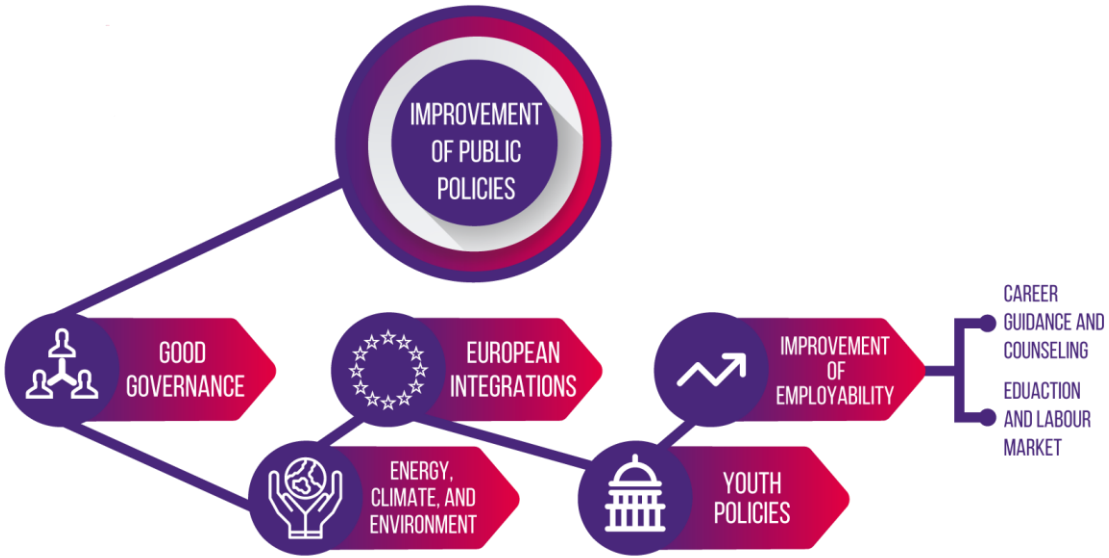 IMPROVEMENT
OF PUBLIC
POLICIES
GOOD
GOVERNANCE
EUROPEAN
INTEGRATIONS
IMPROVEMENT
OF
EMPLOYABILITY
CAREER
GUIDANCE AND
COUNSELING
EDUACTION
AND LABOUR
MARKET
ENERGY,
CLIMATE, AND
ENVIRONMENT
YOUTH
POLICIES